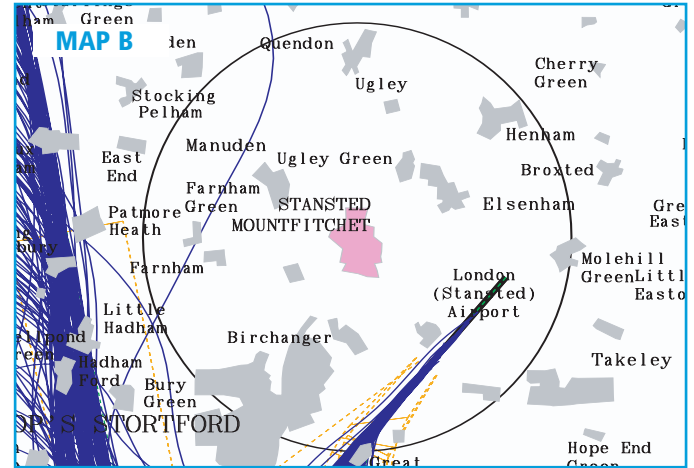 Green
MAP B
Quendon
Ugley
Cherry
Green
Stocking
Pelham
Manuden
Henham
East
End
Ugley Green
Broxted
Farnham
Green
STANSTED
MOUNTFITCHET
Elsenham
Patmore
Heath
Farnham
London
(Stansted)
Airport
Molehill
Green
Little
Hadham
Birchanger
Hadham
Ford
Takeley
Bury
Green
OP'S STORTFORD
Hope End
Green
Great